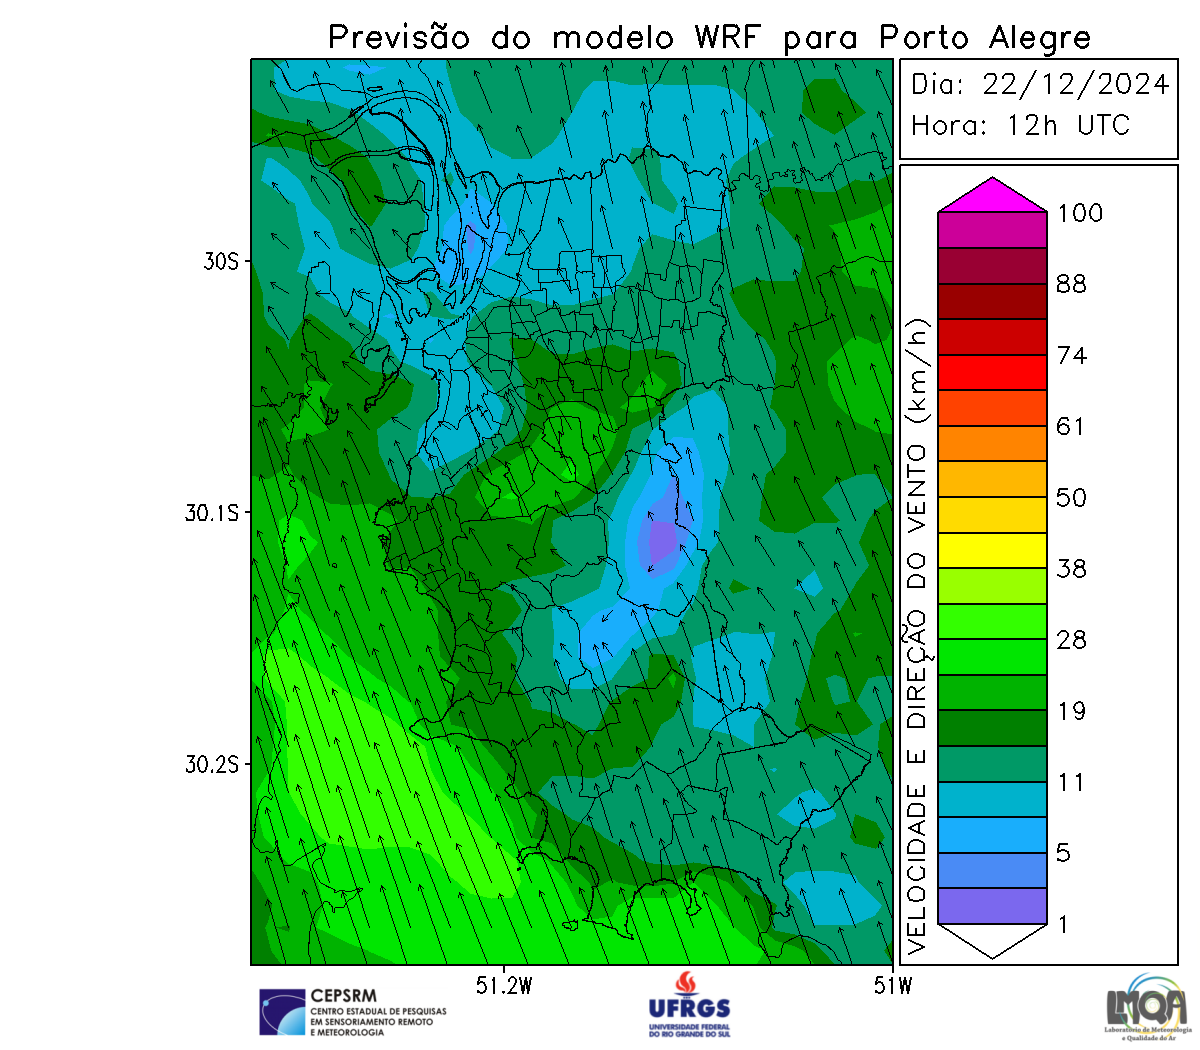 Previsão do modelo WRF para Porto Alegre
Dia: 22/12/2024
Hora: 12h UTC
30S
30.1S
30.2S
51.2W
51W
VELOCIDADE E DIREÇÃO DO VENTO (km/h)
100
88
74
61
50
38
28
19
11
5
1
CEPSRM
CENTRO ESTADUAL DE PESQUISAS
EM SENSORIAMENTO REMOTO
E METEOROLOGIA
UFRGS
UNIVERSIDADE FEDERAL
DO RIO GRANDE DO SUL
LMQA
Laboratório de Meteorologia
e Qualidade do Ar